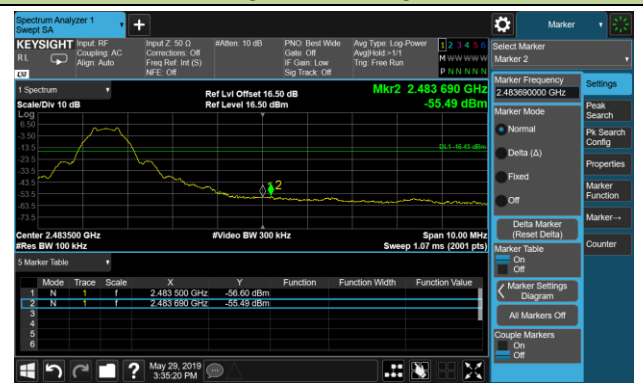 Spectrum Analyzer 1
Swept SA
Marker
KEYSIGHT
RL
LXI
Input: RF
Coupling: AC
Align: Auto
Input Z: 50 Ω
Corrections: Off
Freq Ref: Int (S)
NFE: Off
#Atten: 10 dB
PNO: Best Wide
Gate: Off
IF Gain: Low
Sig Track: Off
Avg Type: Log-Power
Avg|Hold >1/1
Trig: Free Run
1 2 3 4 5 6
M W W W W W
P N N N N N
Select Marker
Marker 2
1 Spectrum
Scale/Div 10 dB
Log
Ref Lvl Offset 16.50 dB
Ref Level 16.50 dBm
Mkr2 2.483 690 GHz
-55.49 dBm
6.50
-3.50
-13.5
-23.5
-33.5
-43.5
-53.5
-63.5
-73.5
DL1 -16.45 dBm
2
Center 2.483500 GHz
#Res BW 100 kHz
#Video BW 300 kHz
Span 10.00 MHz
Sweep 1.07 ms (2001 pts)
5 Marker Table
Mode Trace Scale X Y Function Function Width Function Value
1 N 1 f 2.483 500 GHz -56.60 dBm
2 N 1 f 2.483 690 GHz -55.49 dBm
3
4
5
6
Marker Frequency
2.483690000 GHz
Marker Mode
Normal
Delta (Δ)
Fixed
Off
Delta Marker
(Reset Delta)
Marker Table
On
Off
Marker Settings
Diagram
All Markers Off
Couple Markers
On
Off
Settings
Peak
Search
Pk Search
Config
Properties
Marker
Function
Marker→
Counter
?
May 29, 2019
3:35:20 PM